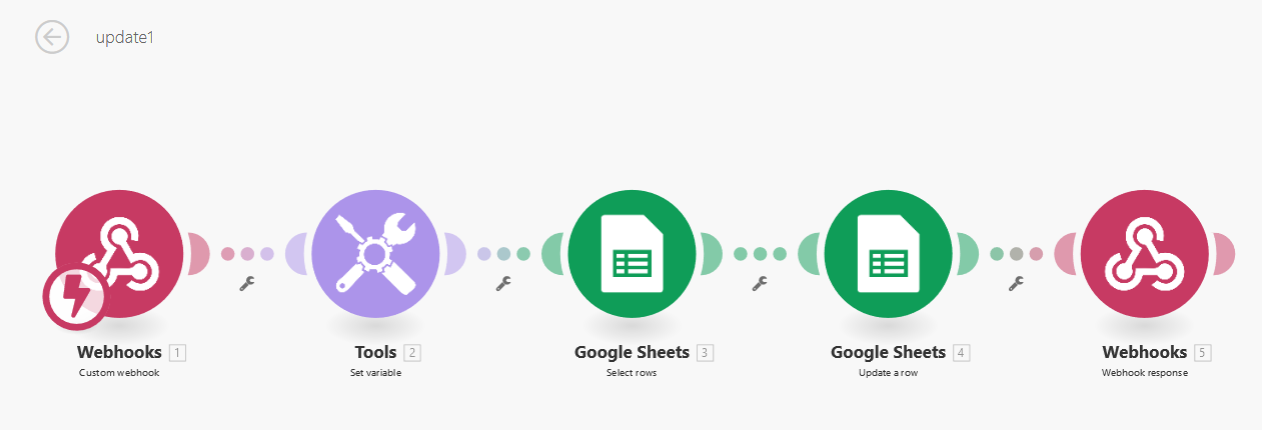 update1
Webhooks 1
Custom webhook
Tools 2
Set variable
Google Sheets 3
Select rows
Google Sheets 4
Update a row
Webhooks 5
Webhook response